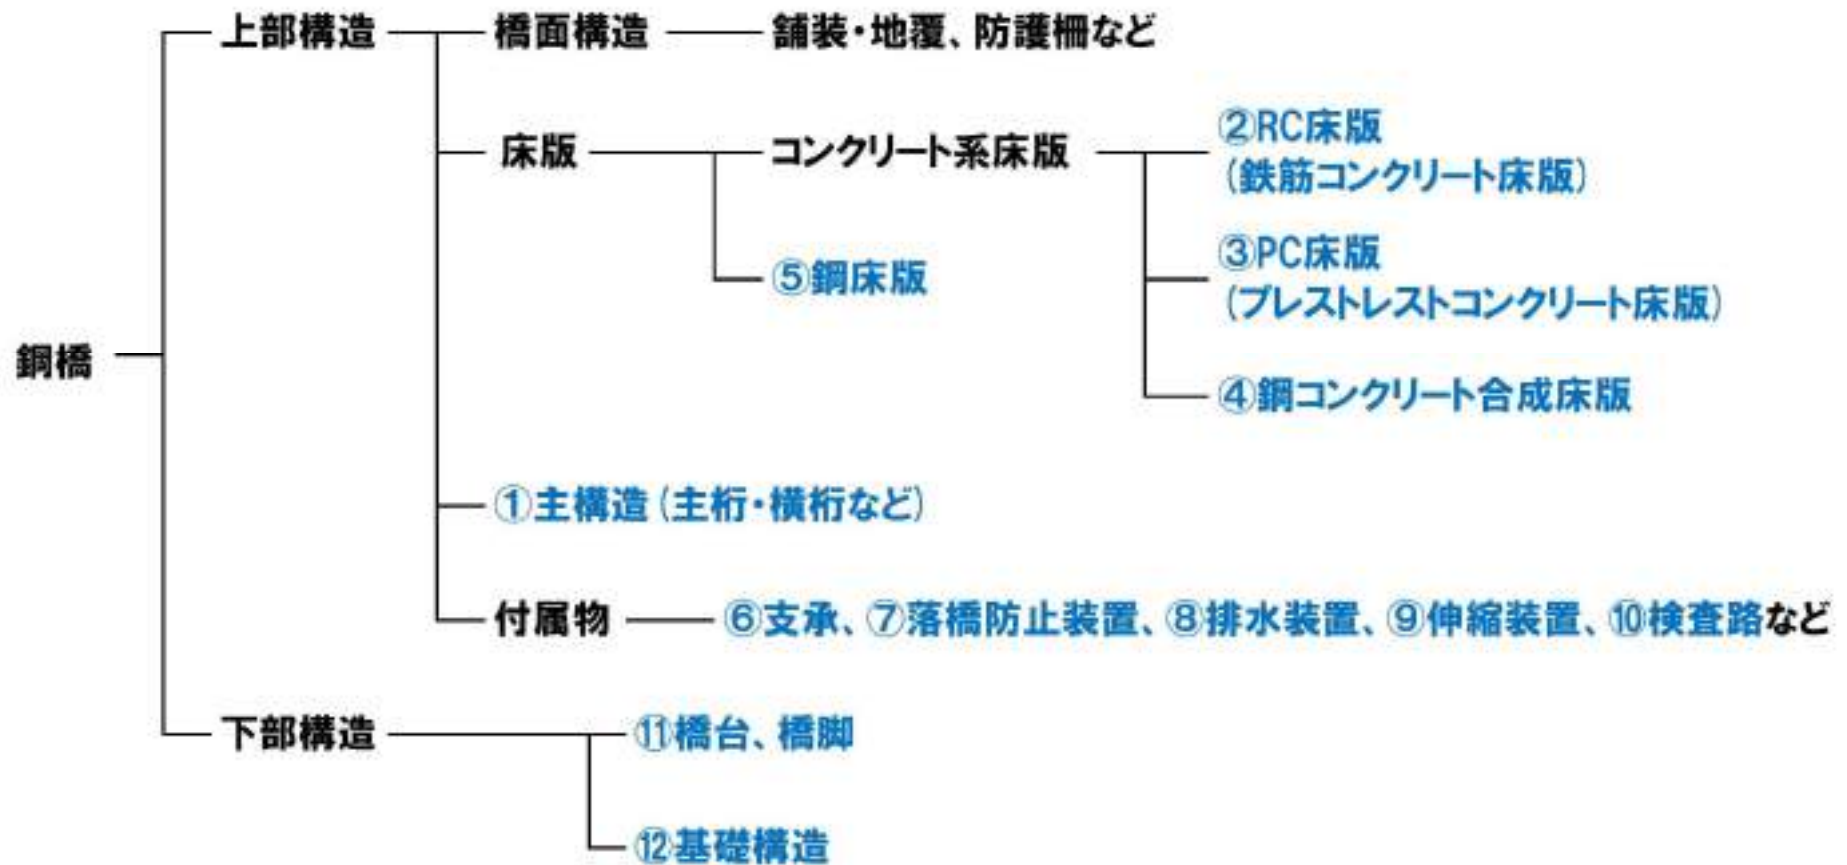 上部構造 橋面構造 舗装・地覆、防護柵など
床版 コンクリート系床版 ②RC床版
(鉄筋コンクリート床版)
③PC床版
(プレストレストコンクリート床版)
⑤鋼床版
④鋼コンクリート合成床版
鋼橋
①主構造(主桁・横桁など)
付属物 ⑥支承、⑦落橋防止装置、⑧排水装置、⑨伸縮装置、⑩検査路など
下部構造 ⑪橋台、橋脚
⑫基礎構造